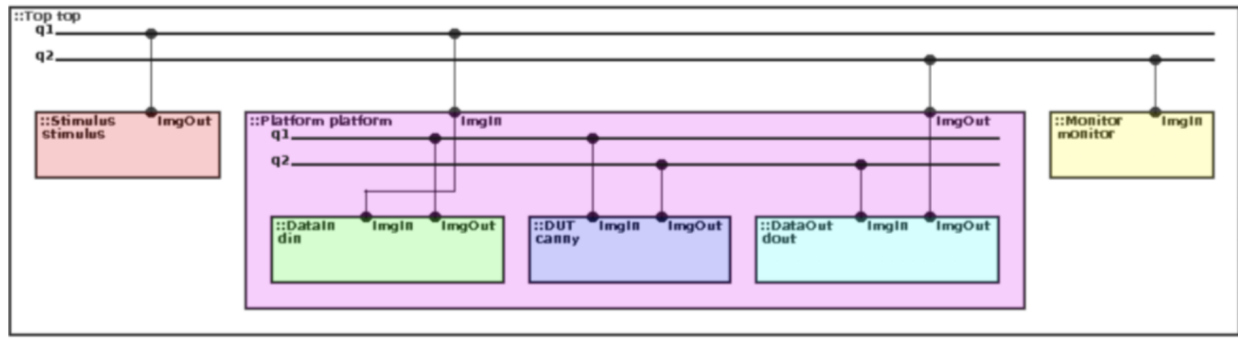 ::Top top
q1
q2
::Stimulus ImgOut
stimulus
::Platform platform ImgIn ImgOut
::Monitor ImgIn
monitor
q1
q2
::DataIn ImgIn ImgOut
din
::DUT ImgIn ImgOut
canny
::DataOut ImgIn ImgOut
dout